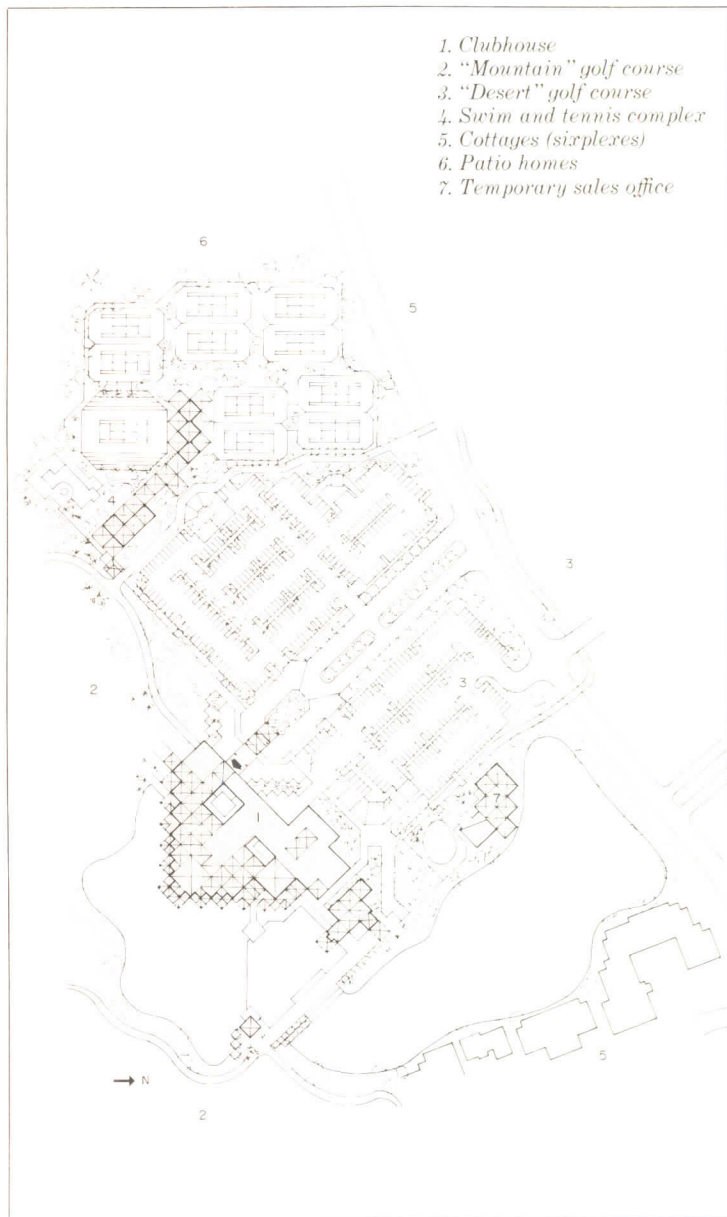 1. Clubhouse
2. "Mountain" golf course
3. "Desert" golf course
4. Swim and tennis complex
5. Cottages (sixplexes)
6. Patio homes
7. Temporary sales office
6
5
4
3
2
3
7
1
5
N
2